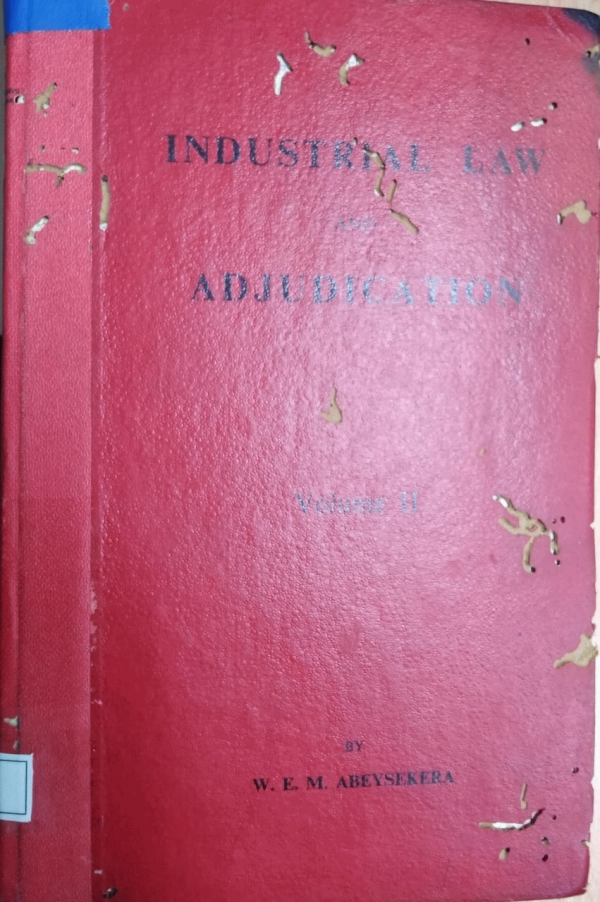 INDUSTRIAL LAW
AND
ADJUDICATION
Volume II
BY
W. E. M. ABEYSEKERA